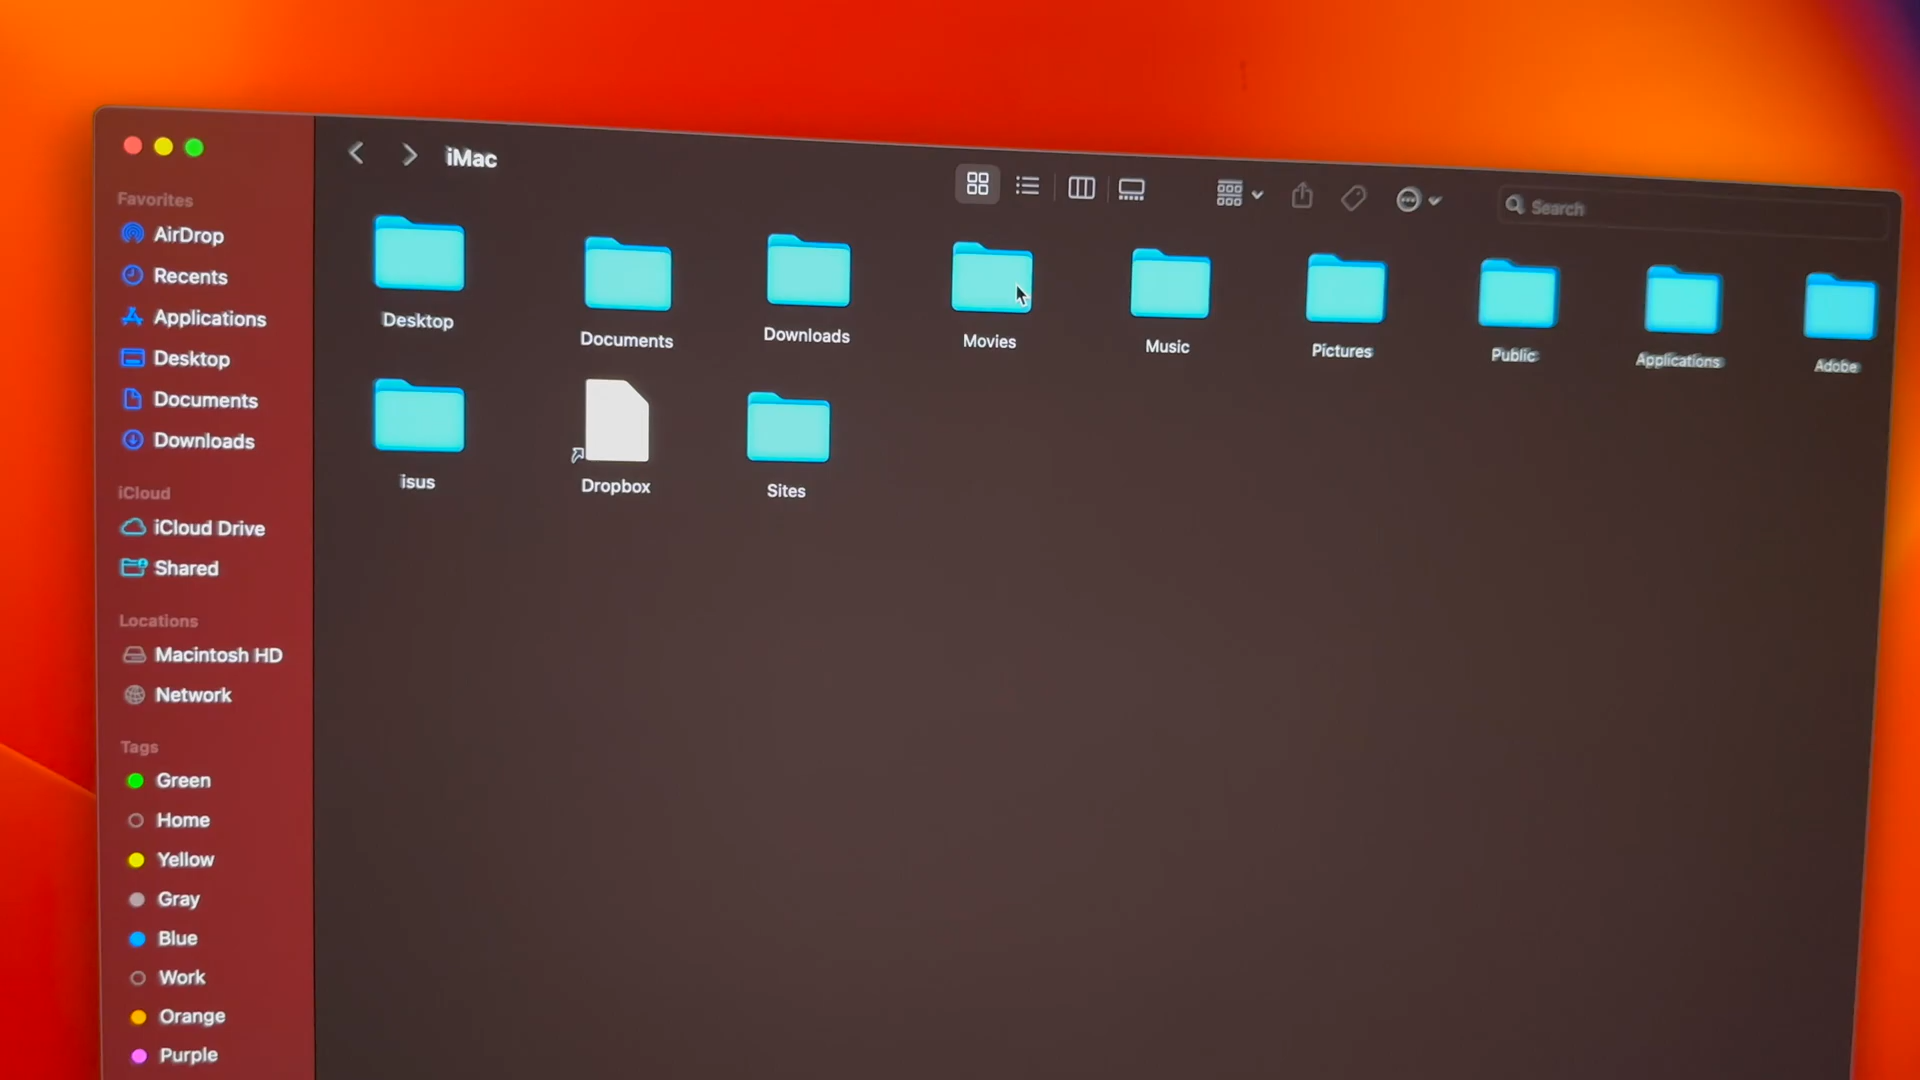 iMac
Search
Favorites
AirDrop
Recents
Applications
Desktop
Documents
Downloads
iCloud
iCloud Drive
Shared
Locations
Macintosh HD
Network
Tags
Green
Home
Yellow
Gray
Blue
Work
Orange
Purple
Desktop
Documents
Downloads
Movies
Music
Pictures
Public
Applications
Adobe
isus
Dropbox
Sites